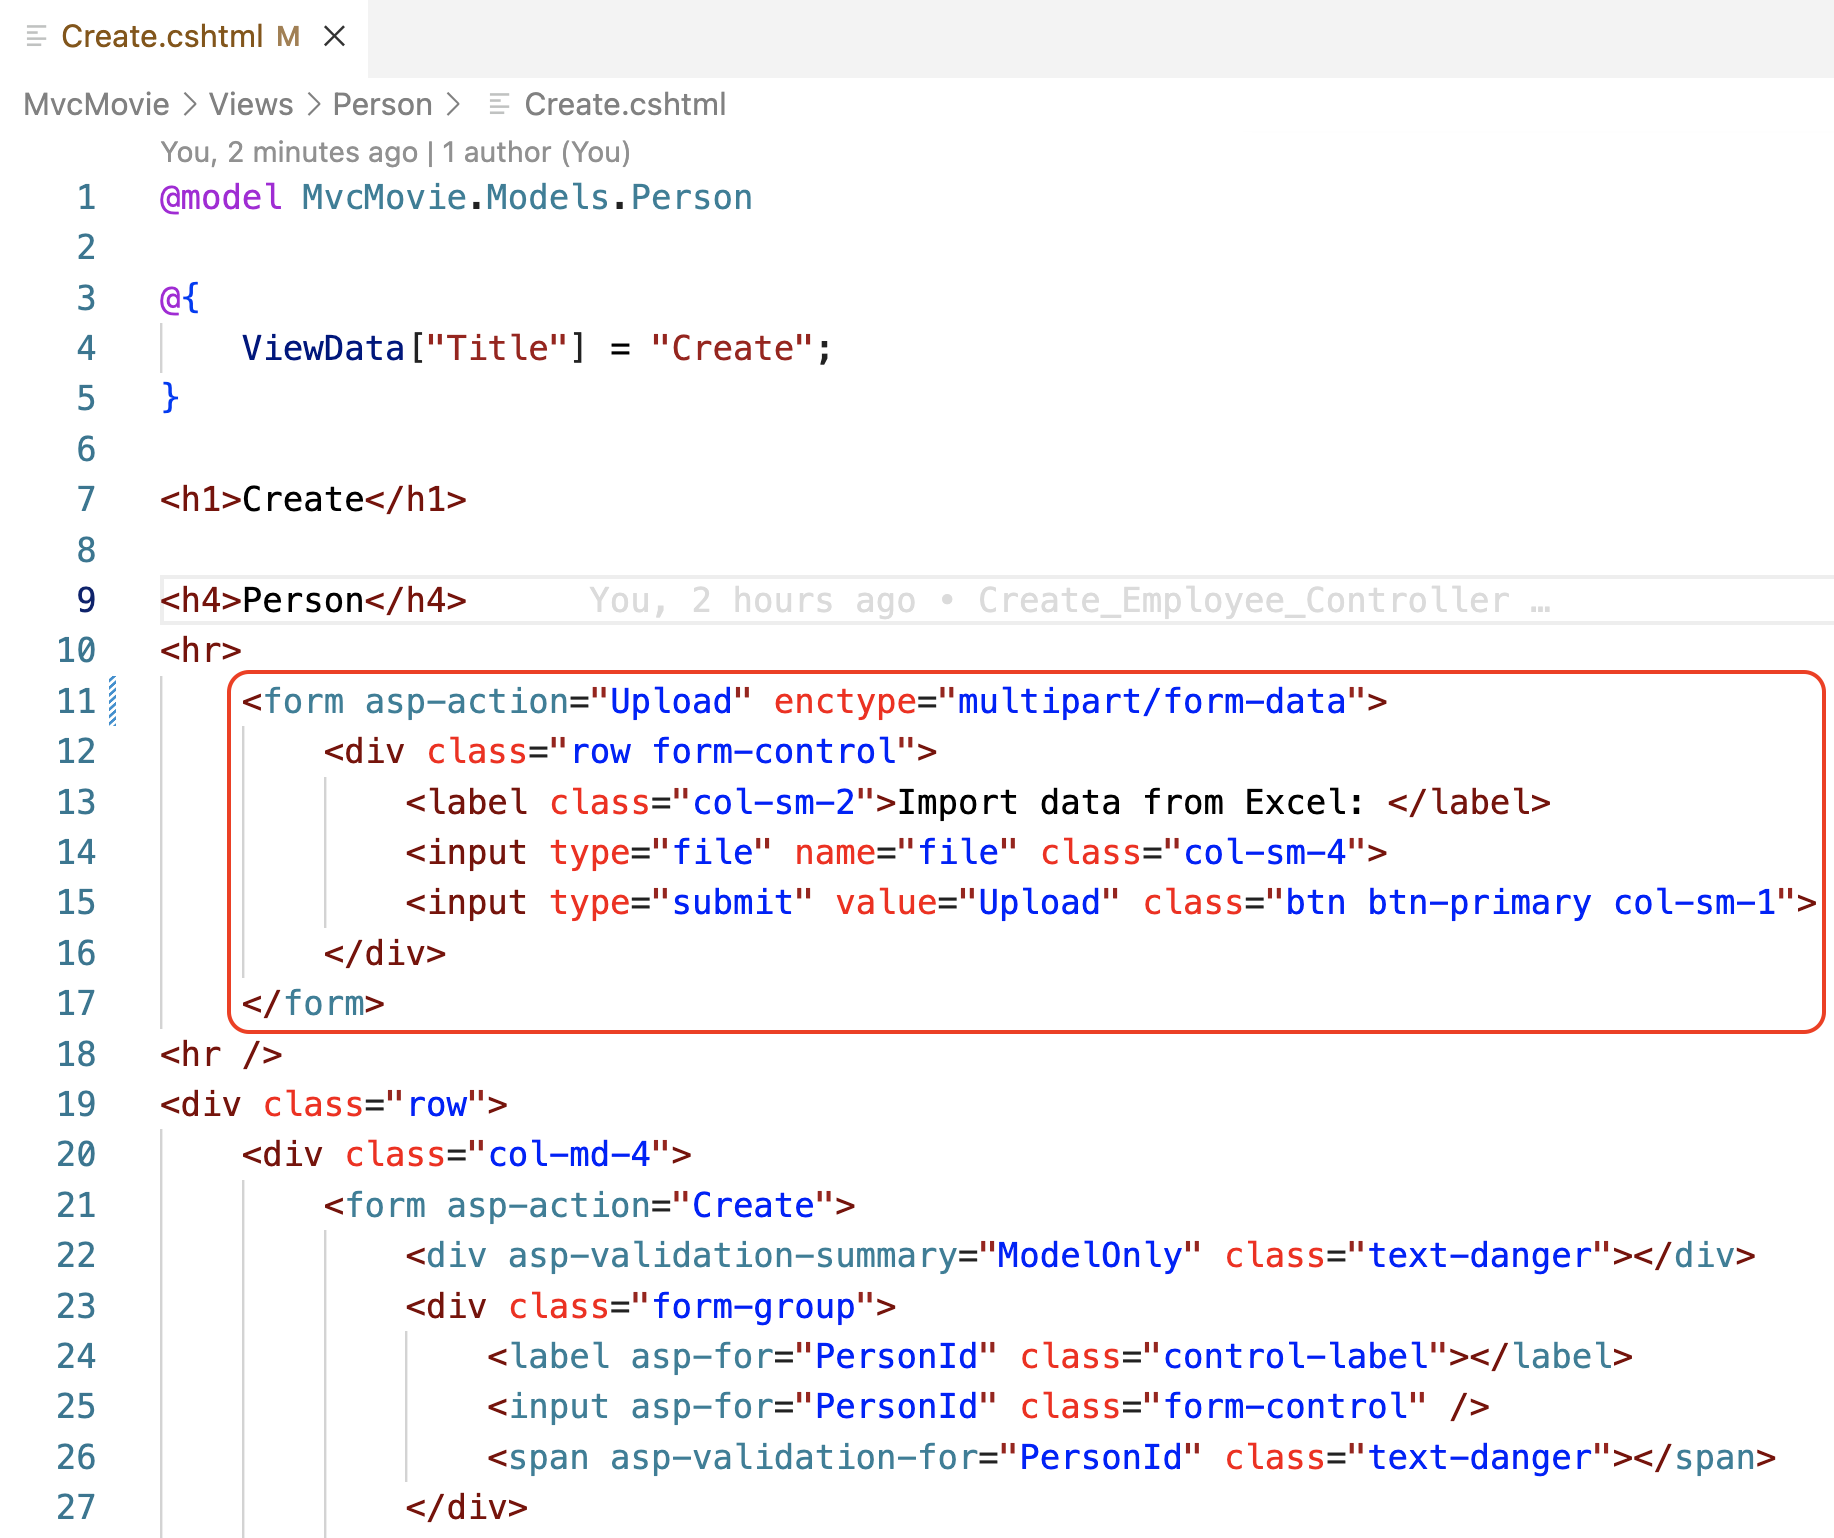 Create.cshtml M
MvcMovie > Views > Person > Create.cshtml
You, 2 minutes ago | 1 author (You)
1 @model MvcMovie.Models.Person
2
3 @{
4     ViewData["Title"] = "Create";
5 }
6
7 <h1>Create</h1>
8
9 <h4>Person</h4>      You, 2 hours ago • Create_Employee_Controller …
10 <hr>
11     <form asp-action="Upload" enctype="multipart/form-data">
12         <div class="row form-control">
13             <label class="col-sm-2">Import data from Excel: </label>
14             <input type="file" name="file" class="col-sm-4">
15             <input type="submit" value="Upload" class="btn btn-primary col-sm-1">
16         </div>
17     </form>
18 <hr />
19 <div class="row">
20     <div class="col-md-4">
21         <form asp-action="Create">
22             <div asp-validation-summary="ModelOnly" class="text-danger"></div>
23             <div class="form-group">
24                 <label asp-for="PersonId" class="control-label"></label>
25                 <input asp-for="PersonId" class="form-control" />
26                 <span asp-validation-for="PersonId" class="text-danger"></span>
27             </div>